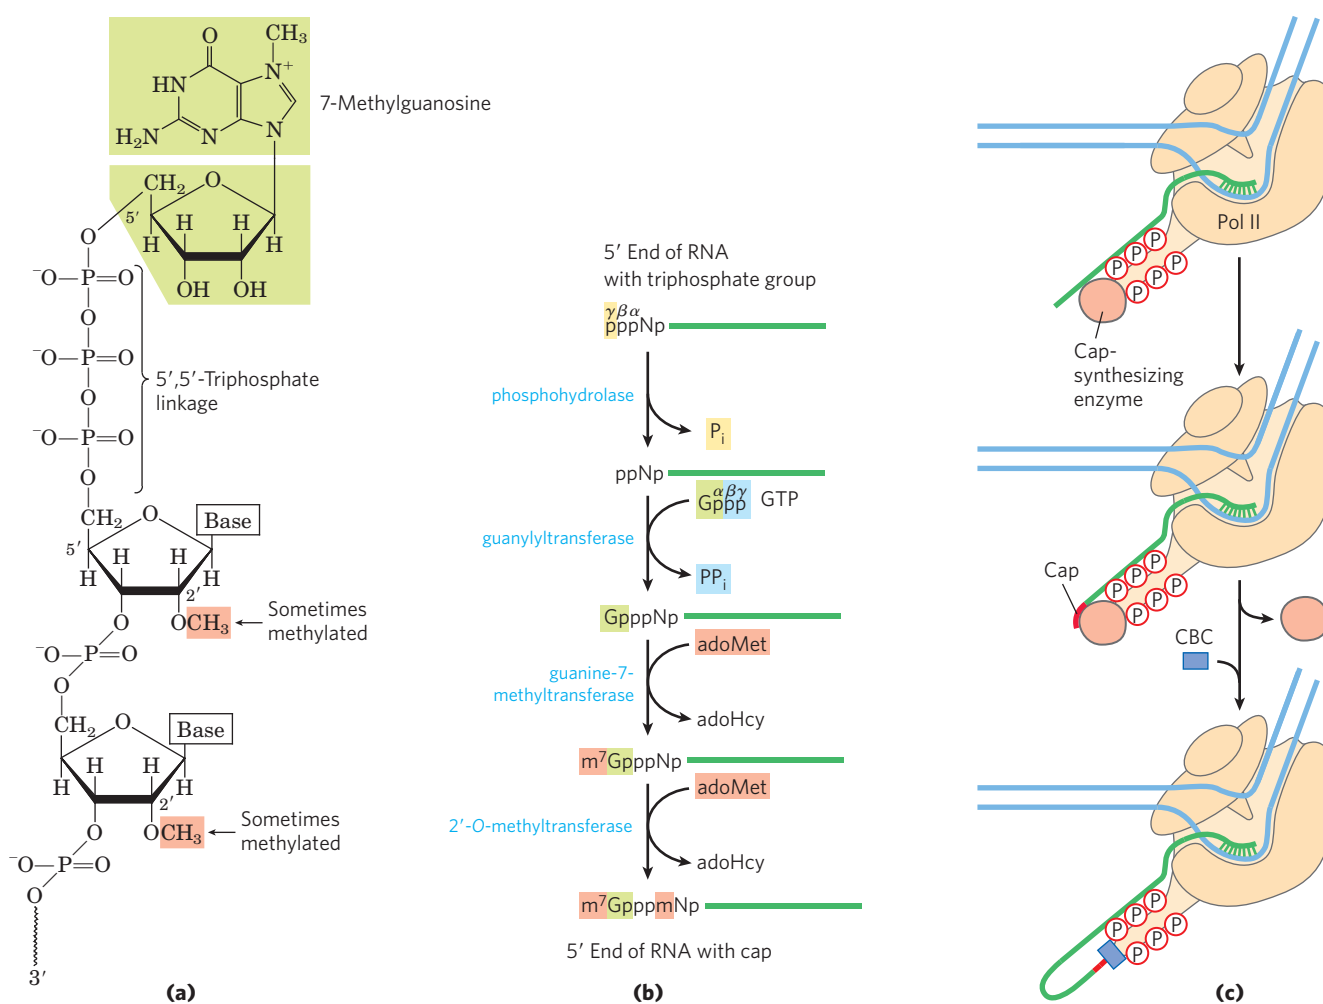 O
CH₃
N⁺
HN
7-Methylguanosine
H₂N
N
N
CH₂
O
5′
H
H
H
H
O
OH
OH
⁻O—P=O
O
⁻O—P=O
5′,5′-Triphosphate
linkage
O
⁻O—P=O
O
CH₂
O
Base
5′
H
H
H
H
2′
O
OCH₃
Sometimes
methylated
⁻O—P=O
O
CH₂
O
Base
H
H
H
H
2′
O
OCH₃
Sometimes
methylated
⁻O—P=O
O
3′
(a)
5′ End of RNA
with triphosphate group
γβα
pppNp
phosphohydrolase
Pᵢ
ppNp
αβγ
Gppp GTP
guanylyltransferase
PPᵢ
GpppNp
adoMet
guanine-7-
methyltransferase
adoHcy
m⁷GpppNp
adoMet
2′-O-methyltransferase
adoHcy
m⁷GpppmNp
5′ End of RNA with cap
(b)
Pol II
P
P
P
P
P
P
Cap-
synthesizing
enzyme
P
P
P
P
P
P
Cap
CBC
P
P
P
P
P
P
(c)